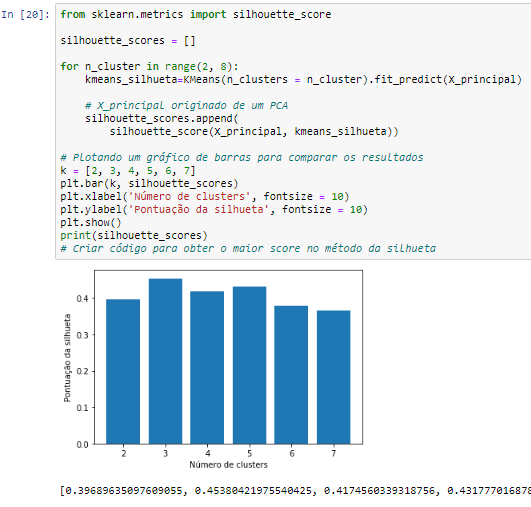 In [20]: from sklearn.metrics import silhouette_score
silhouette_scores = []
for n_cluster in range(2, 8):
kmeans_silhueta=KMeans(n_clusters = n_cluster).fit_predict(X_principal)
# X_principal originado de um PCA
silhouette_scores.append(
silhouette_score(X_principal, kmeans_silhueta))
# Plotando um gráfico de barras para comparar os resultados
k = [2, 3, 4, 5, 6, 7]
plt.bar(k, silhouette_scores)
plt.xlabel('Número de clusters', fontsize = 10)
plt.ylabel('Pontuação da silhueta', fontsize = 10)
plt.show()
print(silhouette_scores)
# Criar código para obter o maior score no método da silhueta
0.4
0.3
0.2
0.1
0.0
Pontuação da silhueta
2 3 4 5 6 7
Número de clusters
[0.39689635097609055, 0.45380421975540425, 0.4174560339318756, 0.431777016878